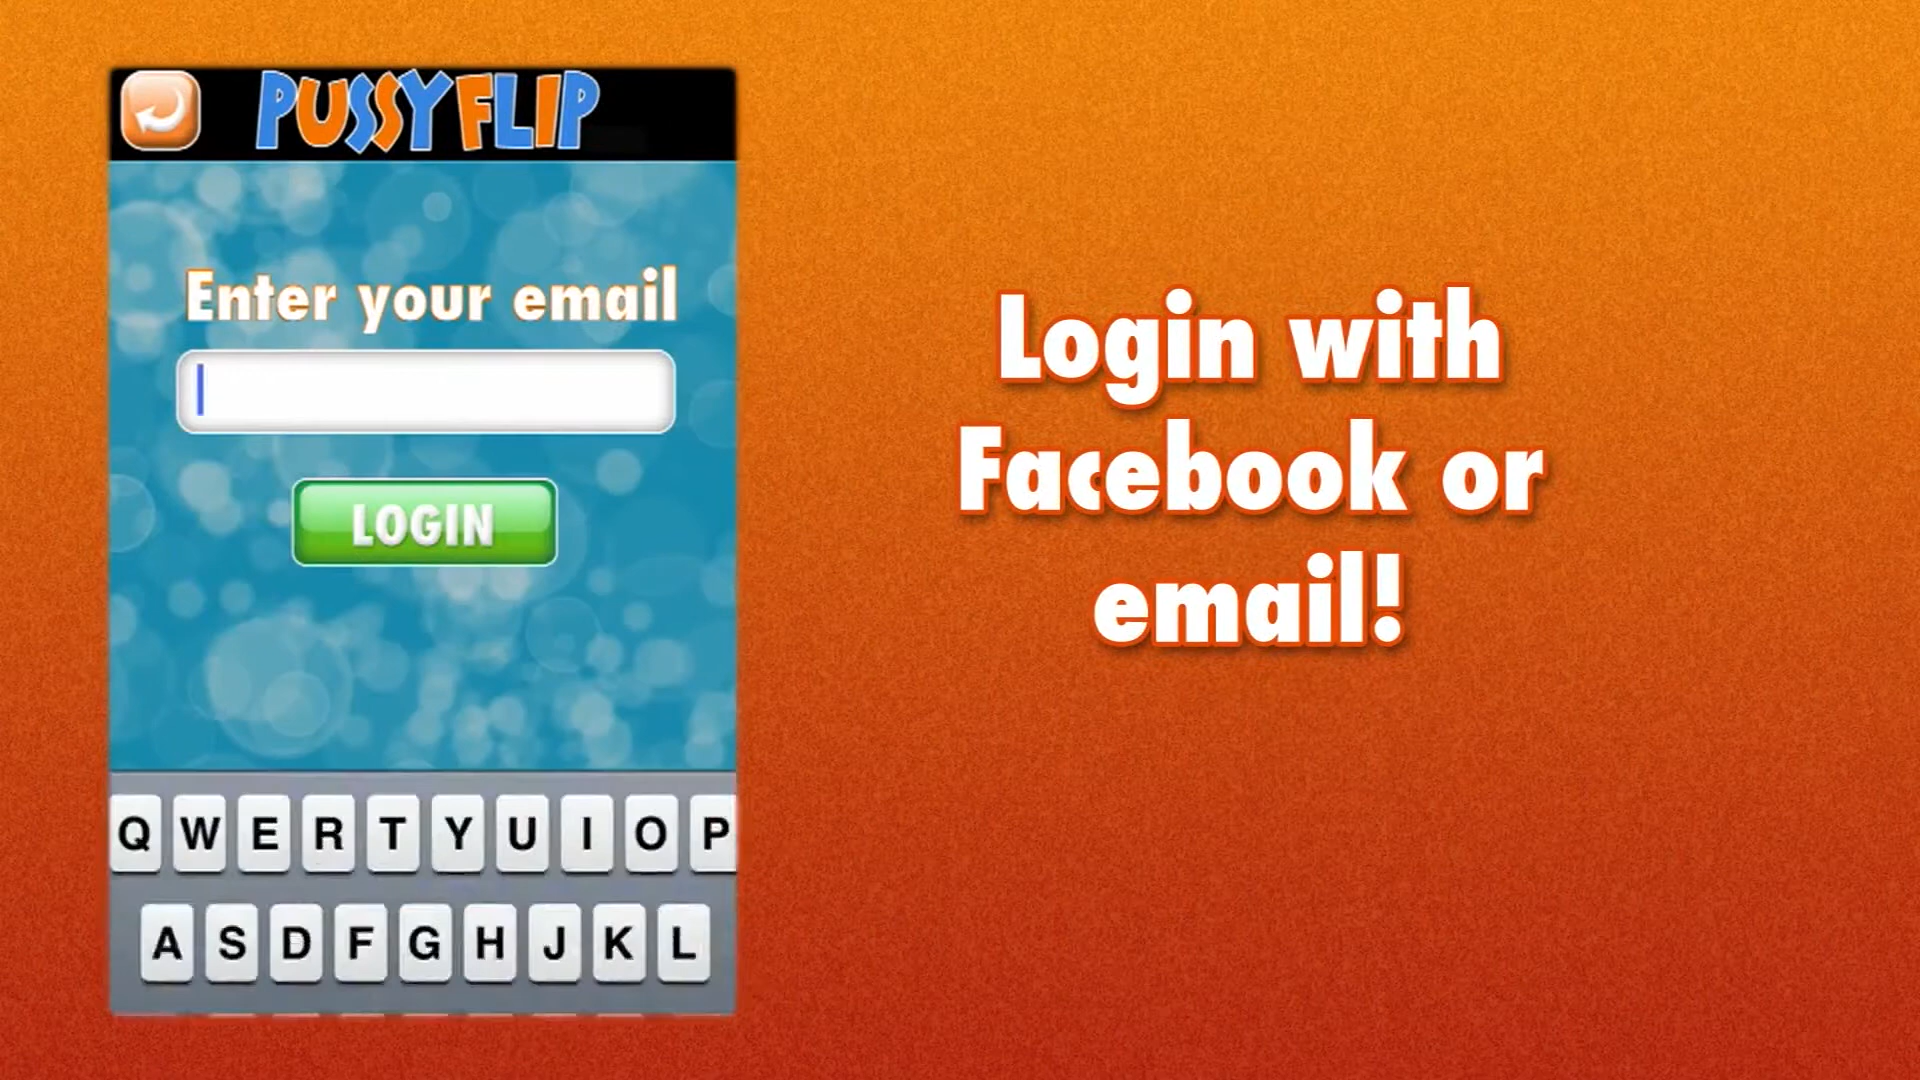 PUSSYFLIP
Enter your email
LOGIN
Q W E R T Y U I O P
A S D F G H J K L
Login with
Facebook or
email!